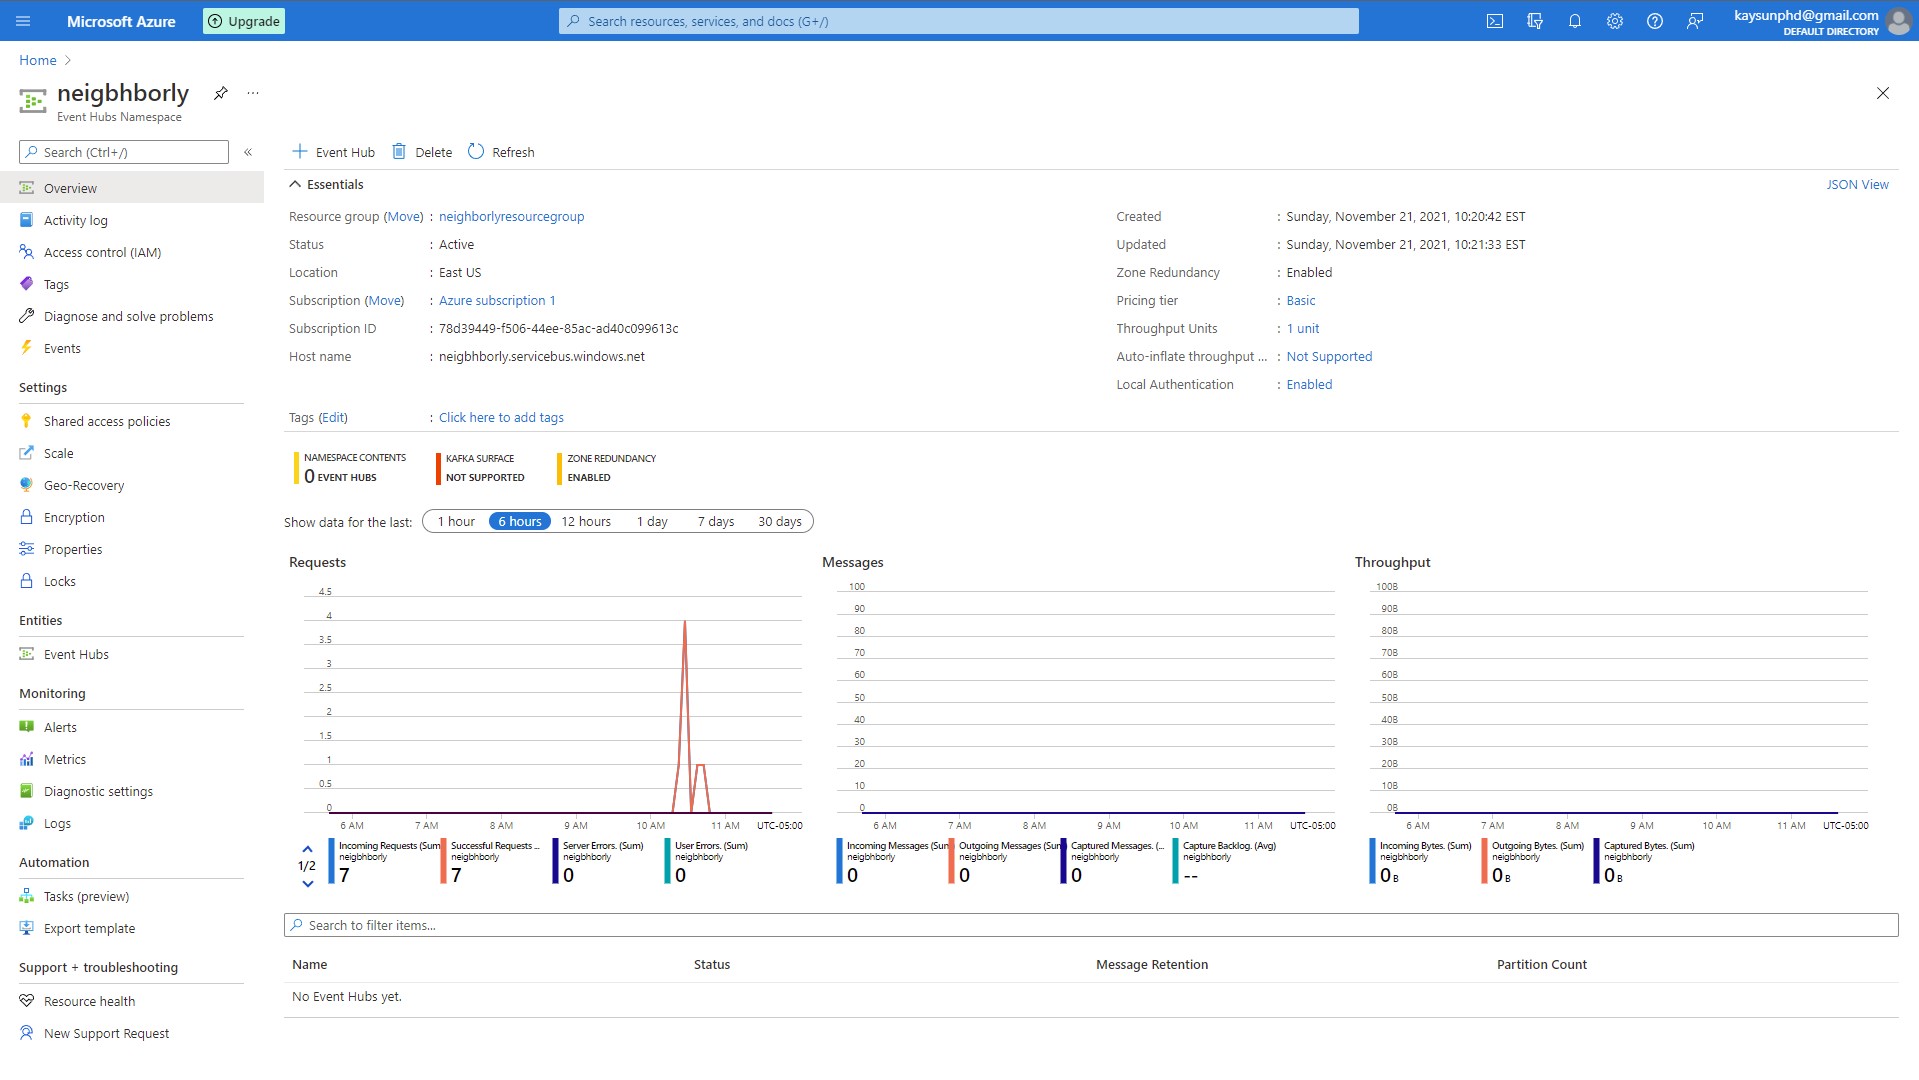 Microsoft Azure
Upgrade
Search resources, services, and docs (G+/)
kaysunphd@gmail.com
DEFAULT DIRECTORY
Home
neigbhborly
...
Event Hubs Namespace
Search (Ctrl+/)
Overview
Activity log
Access control (IAM)
Tags
Diagnose and solve problems
Events
Settings
Shared access policies
Scale
Geo-Recovery
Encryption
Properties
Locks
Entities
Event Hubs
Monitoring
Alerts
Metrics
Diagnostic settings
Logs
Automation
Tasks (preview)
Export template
Support + troubleshooting
Resource health
New Support Request
Event Hub
Delete
Refresh
Essentials
JSON View
Resource group (Move) : neighborlyresourcegroup
Status : Active
Location : East US
Subscription (Move) : Azure subscription 1
Subscription ID : 78d39449-f506-44ee-85ac-ad40c099613c
Host name : neigbhborly.servicebus.windows.net
Created : Sunday, November 21, 2021, 10:20:42 EST
Updated : Sunday, November 21, 2021, 10:21:33 EST
Zone Redundancy : Enabled
Pricing tier : Basic
Throughput Units : 1 unit
Auto-inflate throughput ... : Not Supported
Local Authentication : Enabled
Tags (Edit) : Click here to add tags
NAMESPACE CONTENTS
0 EVENT HUBS
KAFKA SURFACE
NOT SUPPORTED
ZONE REDUNDANCY
ENABLED
Show data for the last: 1 hour 6 hours 12 hours 1 day 7 days 30 days
Requests
4.5
4
3.5
3
2.5
2
1.5
1
0.5
0
6 AM 7 AM 8 AM 9 AM 10 AM 11 AM UTC-05:00
1/2
Incoming Requests (Sum
neigbhborly
7
Successful Requests ...
neigbhborly
7
Server Errors. (Sum)
neigbhborly
0
User Errors. (Sum)
neigbhborly
0
Messages
100
90
80
70
60
50
40
30
20
10
0
6 AM 7 AM 8 AM 9 AM 10 AM 11 AM UTC-05:00
Incoming Messages (Sum
neigbhborly
0
Outgoing Messages (Sum
neigbhborly
0
Captured Messages. (...
neigbhborly
0
Capture Backlog. (Avg)
neigbhborly
--
Throughput
100B
90B
80B
70B
60B
50B
40B
30B
20B
10B
0B
6 AM 7 AM 8 AM 9 AM 10 AM 11 AM UTC-05:00
Incoming Bytes. (Sum)
neigbhborly
0 B
Outgoing Bytes. (Sum)
neigbhborly
0 B
Captured Bytes. (Sum)
neigbhborly
0 B
Search to filter items...
Name Status Message Retention Partition Count
No Event Hubs yet.